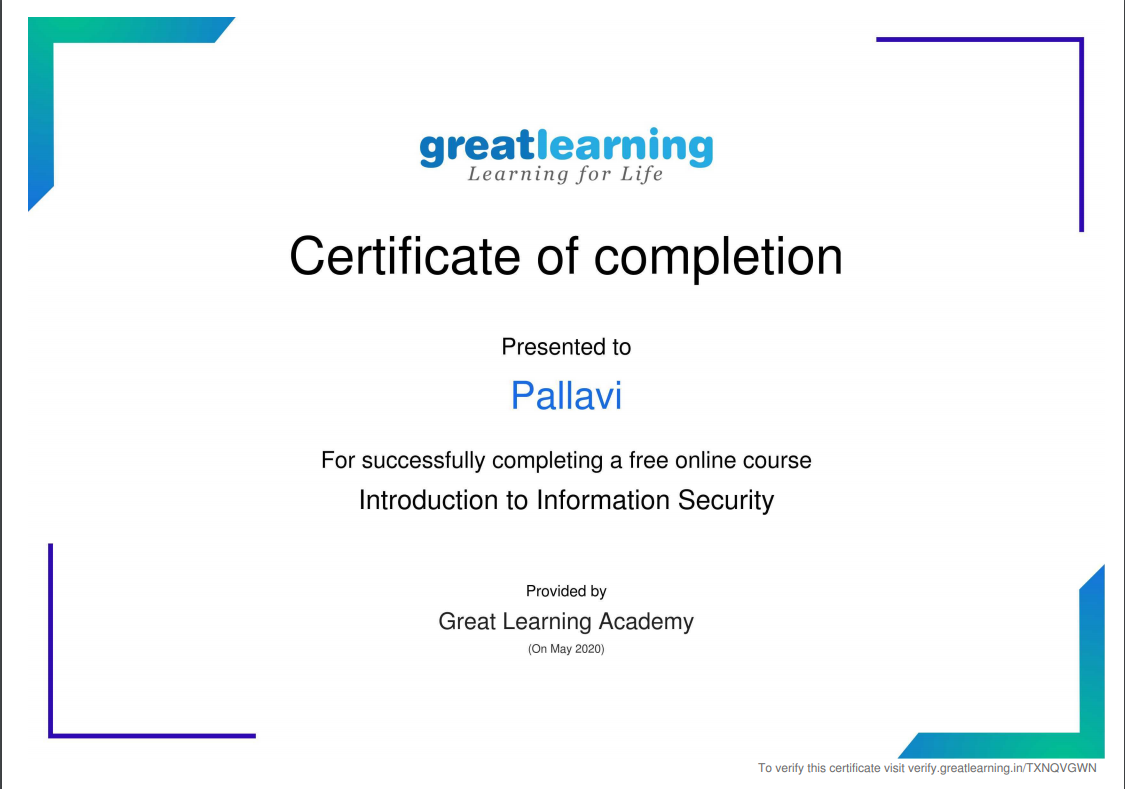 greatlearning
Learning for Life
Certificate of completion
Presented to
Pallavi
For successfully completing a free online course
Introduction to Information Security
Provided by
Great Learning Academy
(On May 2020)
To verify this certificate visit verify.greatlearning.in/TXNQVGWN